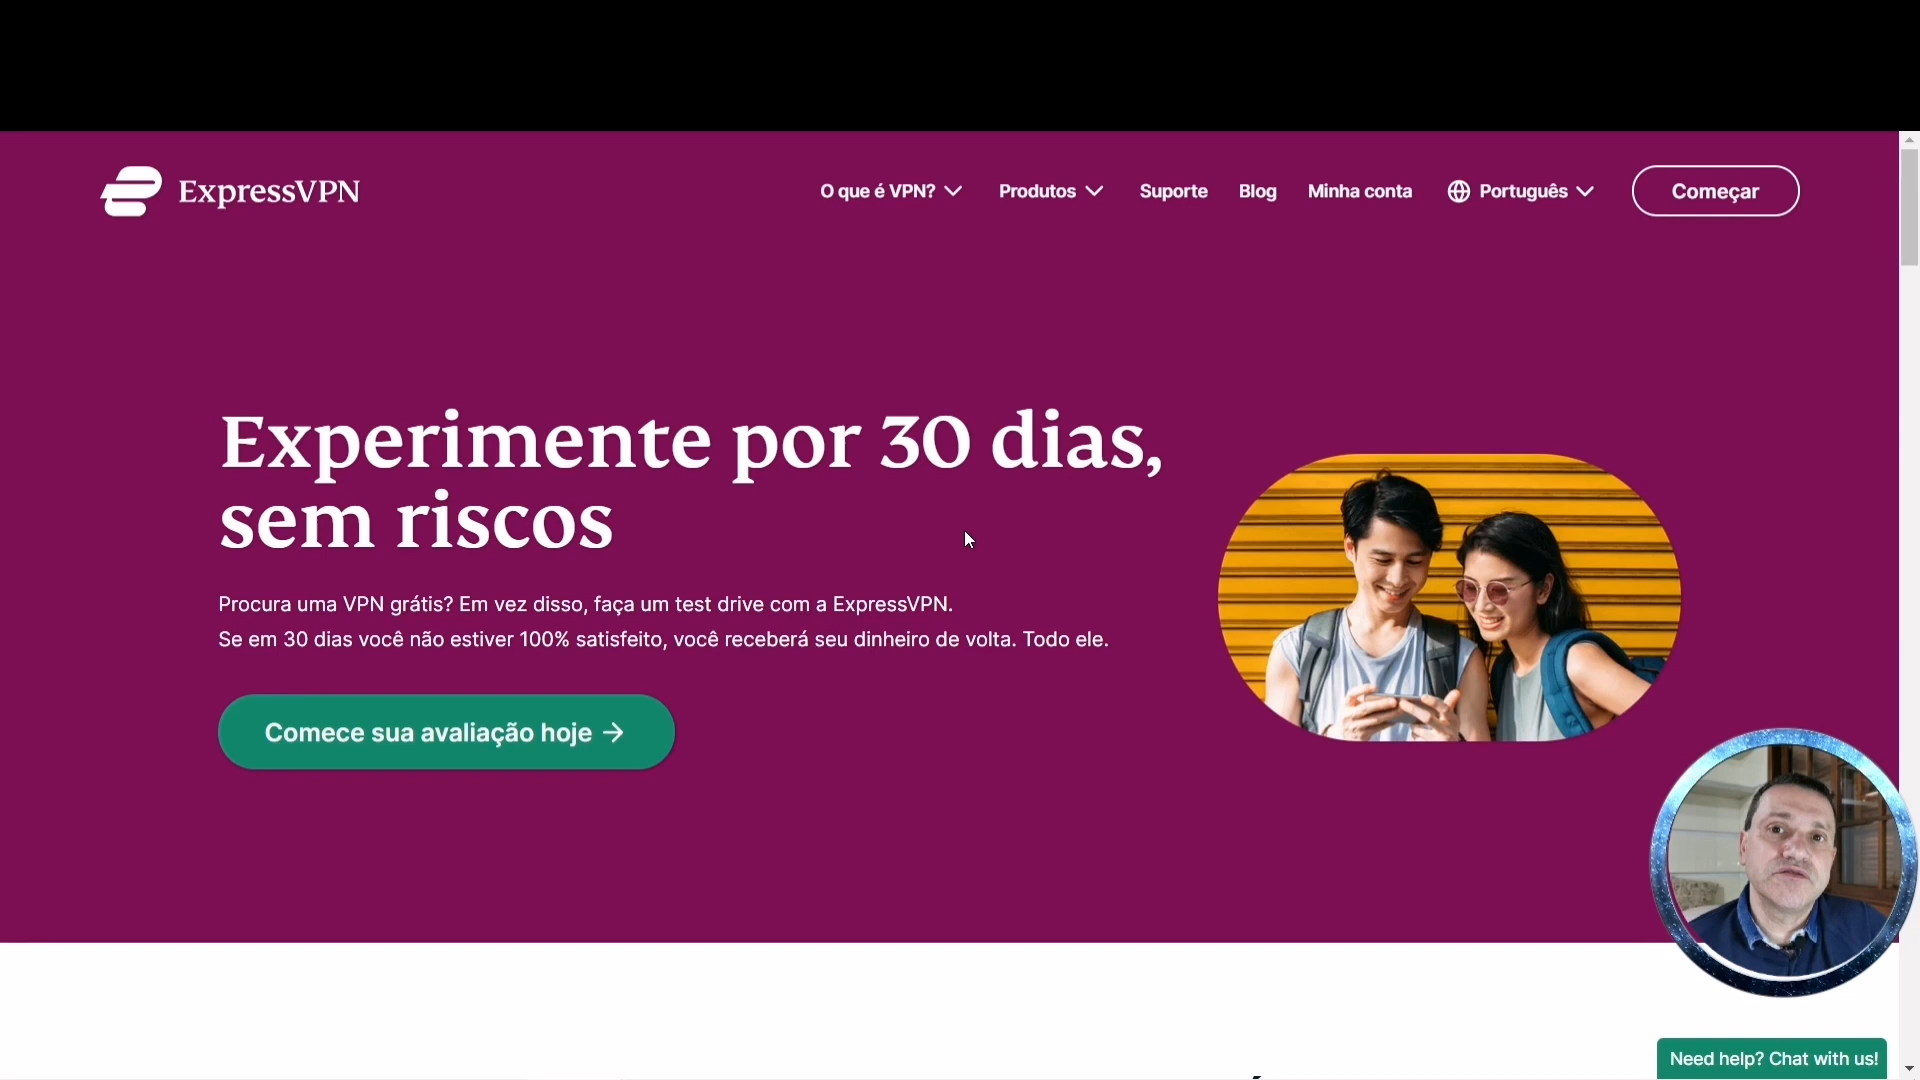 ExpressVPN
O que é VPN?
Produtos
Suporte
Blog
Minha conta
Português
Começar
Experimente por 30 dias,
sem riscos
Procura uma VPN grátis? Em vez disso, faça um test drive com a ExpressVPN.
Se em 30 dias você não estiver 100% satisfeito, você receberá seu dinheiro de volta. Todo ele.
Comece sua avaliação hoje →
Need help? Chat with us!